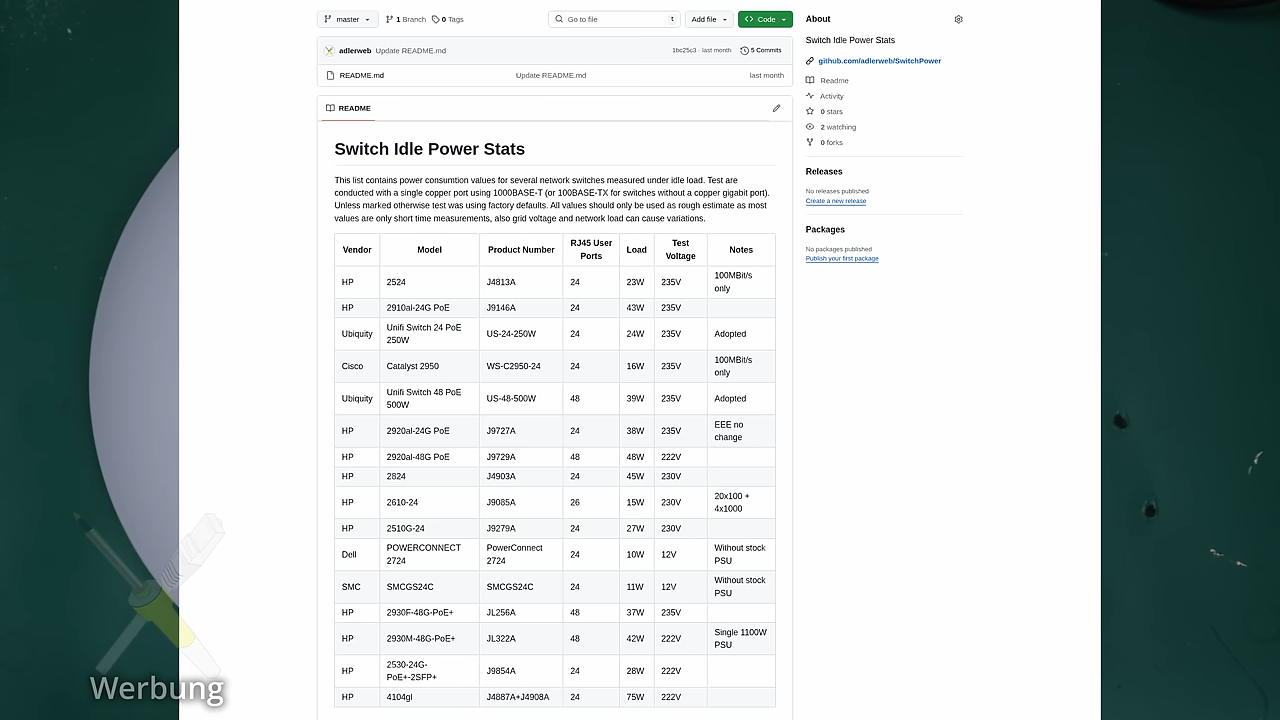 master
1 Branch
0 Tags
Go to file
t
Add file
Code
adlerweb Update README.md
1bc25c3 · last month
5 Commits
README.md
Update README.md
last month
README
Switch Idle Power Stats
This list contains power consumtion values for several network switches measured under idle load. Test are
conducted with a single copper port using 1000BASE-T (or 100BASE-TX for switches without a copper gigabit port).
Unless marked otherwise test was using factory defaults. All values should only be used as rough estimate as most
values are only short time measurements, also grid voltage and network load can cause variations.
Vendor Model Product Number RJ45 User Ports Load Test Voltage Notes
HP 2524 J4813A 24 23W 235V 100MBit/s only
HP 2910al-24G PoE J9146A 24 43W 235V
Ubiquity Unifi Switch 24 PoE 250W US-24-250W 24 24W 235V Adopted
Cisco Catalyst 2950 WS-C2950-24 24 16W 235V 100MBit/s only
Ubiquity Unifi Switch 48 PoE 500W US-48-500W 48 39W 235V Adopted
HP 2920al-24G PoE J9727A 24 38W 235V EEE no change
HP 2920al-48G PoE J9729A 48 48W 222V
HP 2824 J4903A 24 45W 230V
HP 2610-24 J9085A 26 15W 230V 20x100 + 4x1000
HP 2510G-24 J9279A 24 27W 230V
Dell POWERCONNECT 2724 PowerConnect 2724 24 10W 12V Without stock PSU
SMC SMCGS24C SMCGS24C 24 11W 12V Without stock PSU
HP 2930F-48G-PoE+ JL256A 48 37W 235V
HP 2930M-48G-PoE+ JL322A 48 42W 222V Single 1100W PSU
HP 2530-24G-PoE+-2SFP+ J9854A 24 28W 222V
HP 4104gl J4887A+J4908A 24 75W 222V
About
Switch Idle Power Stats
github.com/adlerweb/SwitchPower
Readme
Activity
0 stars
2 watching
0 forks
Releases
No releases published
Create a new release
Packages
No packages published
Publish your first package
Werbung